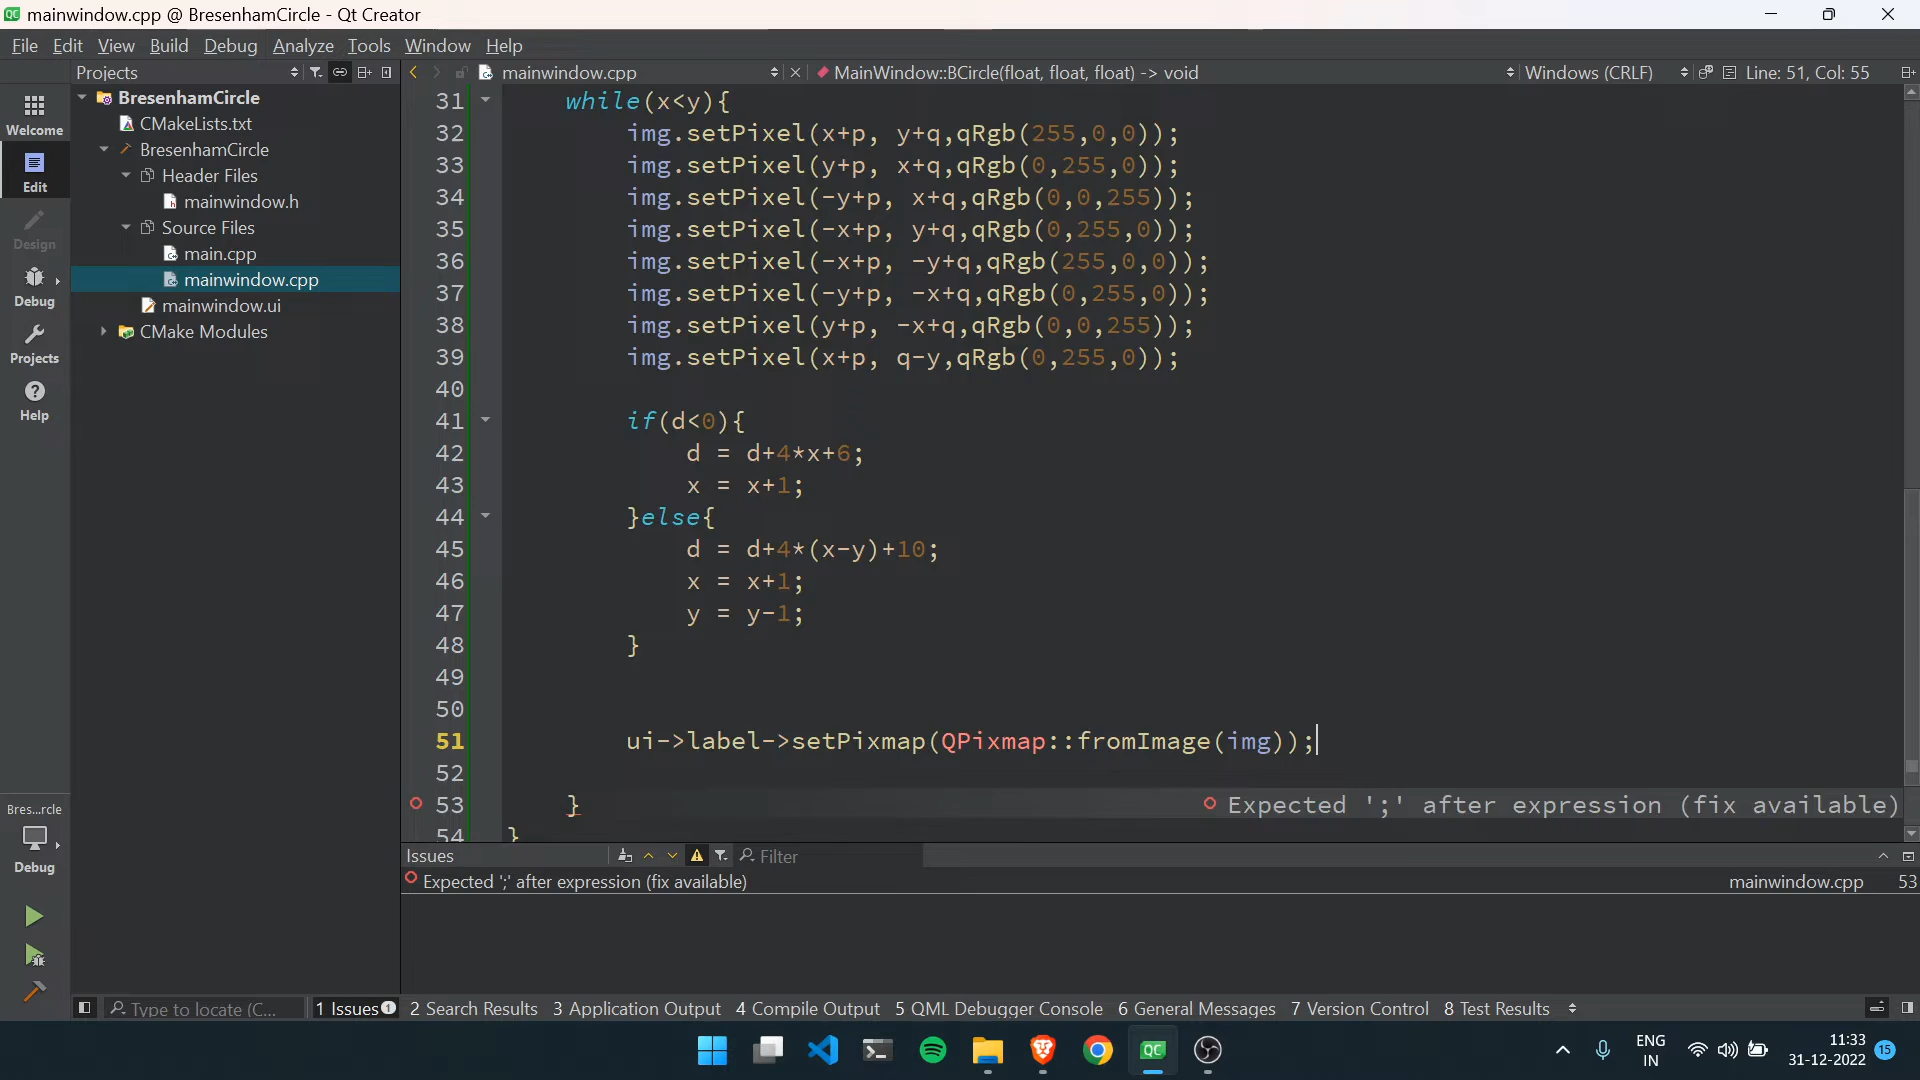 mainwindow.cpp @ BresenhamCircle - Qt Creator
File Edit View Build Debug Analyze Tools Window Help
Projects
mainwindow.cpp
MainWindow::BCircle(float, float, float) -> void
Windows (CRLF)
Line: 51, Col: 55
Welcome
Edit
Design
Debug
Projects
Help
BresenhamCircle
CMakeLists.txt
BresenhamCircle
Header Files
mainwindow.h
Source Files
main.cpp
mainwindow.cpp
mainwindow.ui
CMake Modules
31 while(x<y){
32 img.setPixel(x+p, y+q,qRgb(255,0,0));
33 img.setPixel(y+p, x+q,qRgb(0,255,0));
34 img.setPixel(-y+p, x+q,qRgb(0,0,255));
35 img.setPixel(-x+p, y+q,qRgb(0,255,0));
36 img.setPixel(-x+p, -y+q,qRgb(255,0,0));
37 img.setPixel(-y+p, -x+q,qRgb(0,255,0));
38 img.setPixel(y+p, -x+q,qRgb(0,0,255));
39 img.setPixel(x+p, q-y,qRgb(0,255,0));
40
41 if(d<0){
42 d = d+4*x+6;
43 x = x+1;
44 }else{
45 d = d+4*(x-y)+10;
46 x = x+1;
47 y = y-1;
48 }
49
50
51 ui->label->setPixmap(QPixmap::fromImage(img));
52
53 } Expected ';' after expression (fix available)
54 }
Bres...rcle
Debug
Issues
Filter
Expected ';' after expression (fix available) mainwindow.cpp 53
Type to locate (C...
1 Issues 1 2 Search Results 3 Application Output 4 Compile Output 5 QML Debugger Console 6 General Messages 7 Version Control 8 Test Results
QC
ENG
IN
11:33
31-12-2022
15